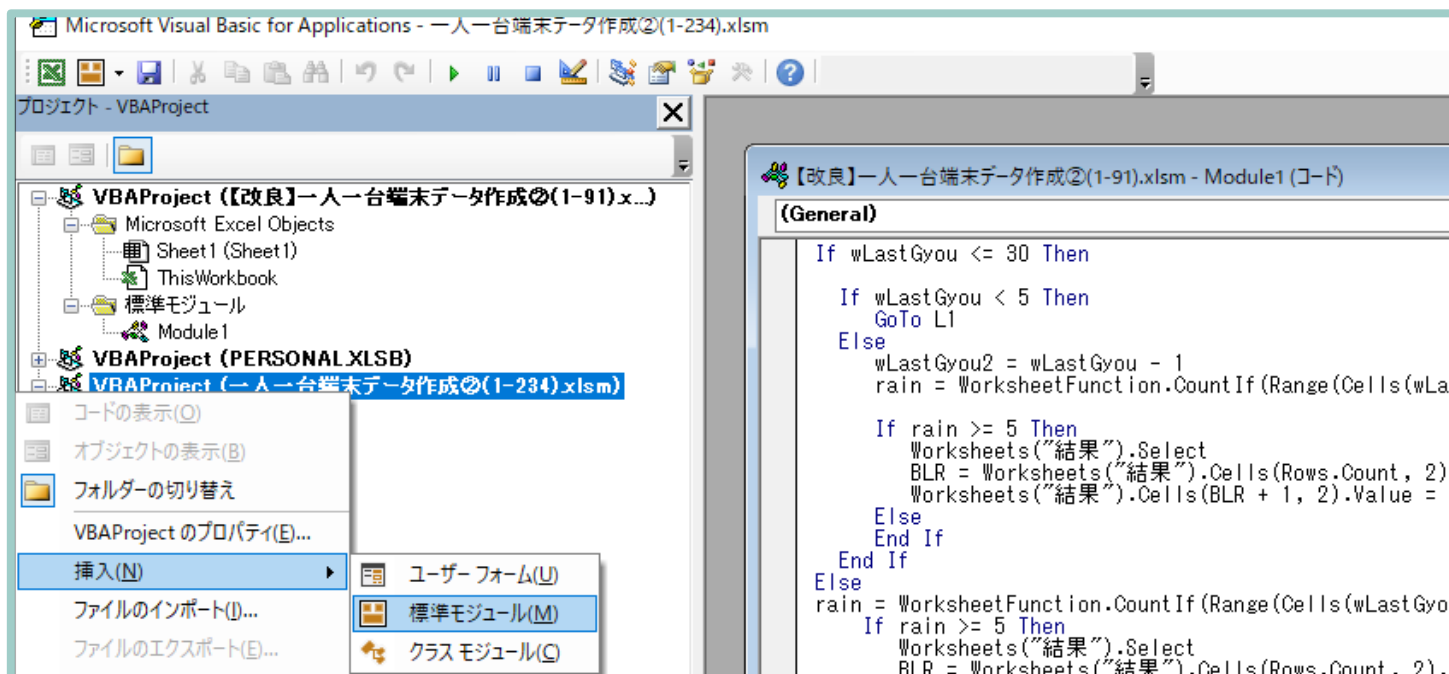 Microsoft Visual Basic for Applications - 一人一台端末データ作成②(1-234).xlsm
プロジェクト - VBAProject
VBAProject (【改良】一人一台端末データ作成②(1-91).x...)
Microsoft Excel Objects
Sheet1 (Sheet1)
ThisWorkbook
標準モジュール
Module1
VBAProject (PERSONAL.XLSB)
VBAProject (一人一台端末データ作成②(1-234).xlsm)
コードの表示(O)
オブジェクトの表示(B)
フォルダーの切り替え
VBAProject のプロパティ(E)...
挿入(N)
ファイルのインポート(I)...
ファイルのエクスポート(E)...
ユーザー フォーム(U)
標準モジュール(M)
クラス モジュール(C)
【改良】一人一台端末データ作成②(1-91).xlsm - Module1 (コード)
(General)
If wLastGyou <= 30 Then
If wLastGyou < 5 Then
GoTo L1
Else
wLastGyou2 = wLastGyou - 1
rain = WorksheetFunction.CountIf(Range(Cells(wLa
If rain >= 5 Then
Worksheets("結果").Select
BLR = Worksheets("結果").Cells(Rows.Count, 2)
Worksheets("結果").Cells(BLR + 1, 2).Value =
Else
End If
End If
Else
rain = WorksheetFunction.CountIf(Range(Cells(wLastGyo
If rain >= 5 Then
Worksheets("結果").Select
BLR = Worksheets("結果").Cells(Rows.Count, 2).